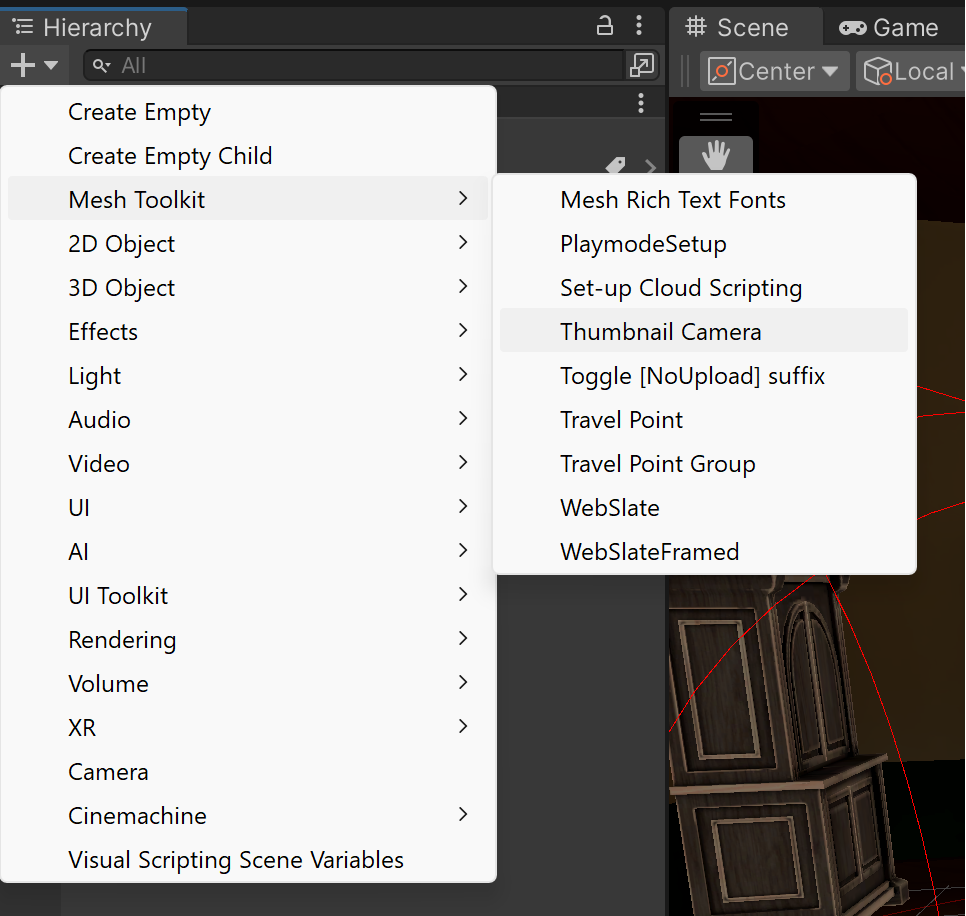 Hierarchy
Scene
Game
All
Center
Local
Create Empty
Create Empty Child
Mesh Toolkit
2D Object
3D Object
Effects
Light
Audio
Video
UI
AI
UI Toolkit
Rendering
Volume
XR
Camera
Cinemachine
Visual Scripting Scene Variables
Mesh Rich Text Fonts
PlaymodeSetup
Set-up Cloud Scripting
Thumbnail Camera
Toggle [NoUpload] suffix
Travel Point
Travel Point Group
WebSlate
WebSlateFramed